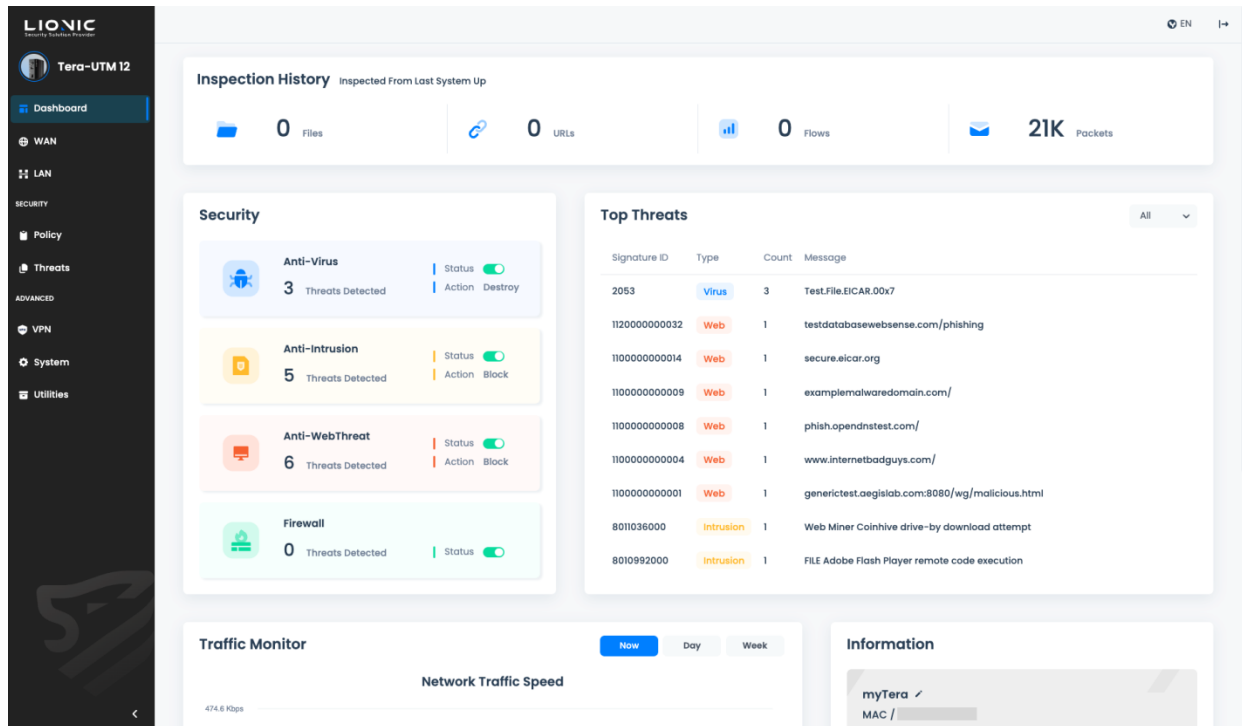 LIONIC
Security Solution Provider
EN
Tera-UTM 12
Dashboard
WAN
LAN
SECURITY
Policy
Threats
ADVANCED
VPN
System
Utilities
Inspection History Inspected From Last System Up
0 Files
0 URLs
0 Flows
21K Packets
Security
Anti-Virus
3 Threats Detected
Status
Action Destroy
Anti-Intrusion
5 Threats Detected
Status
Action Block
Anti-WebThreat
6 Threats Detected
Status
Action Block
Firewall
0 Threats Detected
Status
Top Threats
All
Signature ID Type Count Message
2053 Virus 3 Test.File.EICAR.00x7
1120000000032 Web 1 testdatabasewebsense.com/phishing
1100000000014 Web 1 secure.eicar.org
1100000000009 Web 1 examplemalwaredomain.com/
1100000000008 Web 1 phish.opendnstest.com/
1100000000004 Web 1 www.internetbadguys.com/
1100000000001 Web 1 generictest.aegislab.com:8080/wg/malicious.html
8011036000 Intrusion 1 Web Miner Coinhive drive-by download attempt
8010992000 Intrusion 1 FILE Adobe Flash Player remote code execution
Traffic Monitor
Now Day Week
Network Traffic Speed
474.6 Kbps
Information
myTera
MAC /